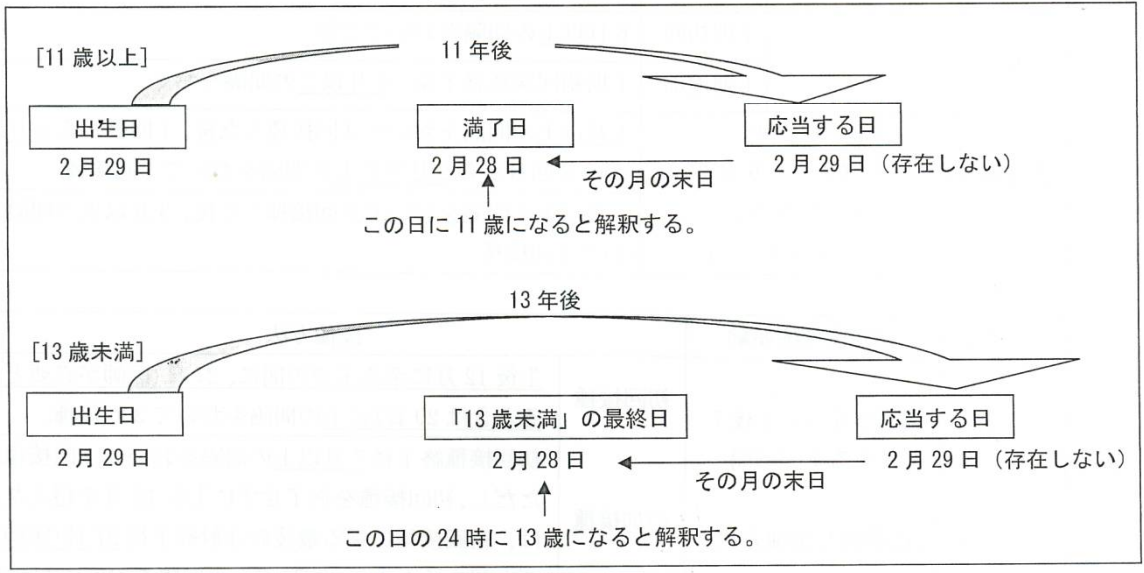 [11 歳以上]
11 年後
出生日
満了日
応当する日
2 月 29 日
2 月 28 日
その月の末日
2 月 29 日（存在しない）
この日に 11 歳になると解釈する。
13 年後
[13 歳未満]
出生日
「13 歳未満」の最終日
応当する日
2 月 29 日
2 月 28 日
その月の末日
2 月 29 日（存在しない）
この日の 24 時に 13 歳になると解釈する。